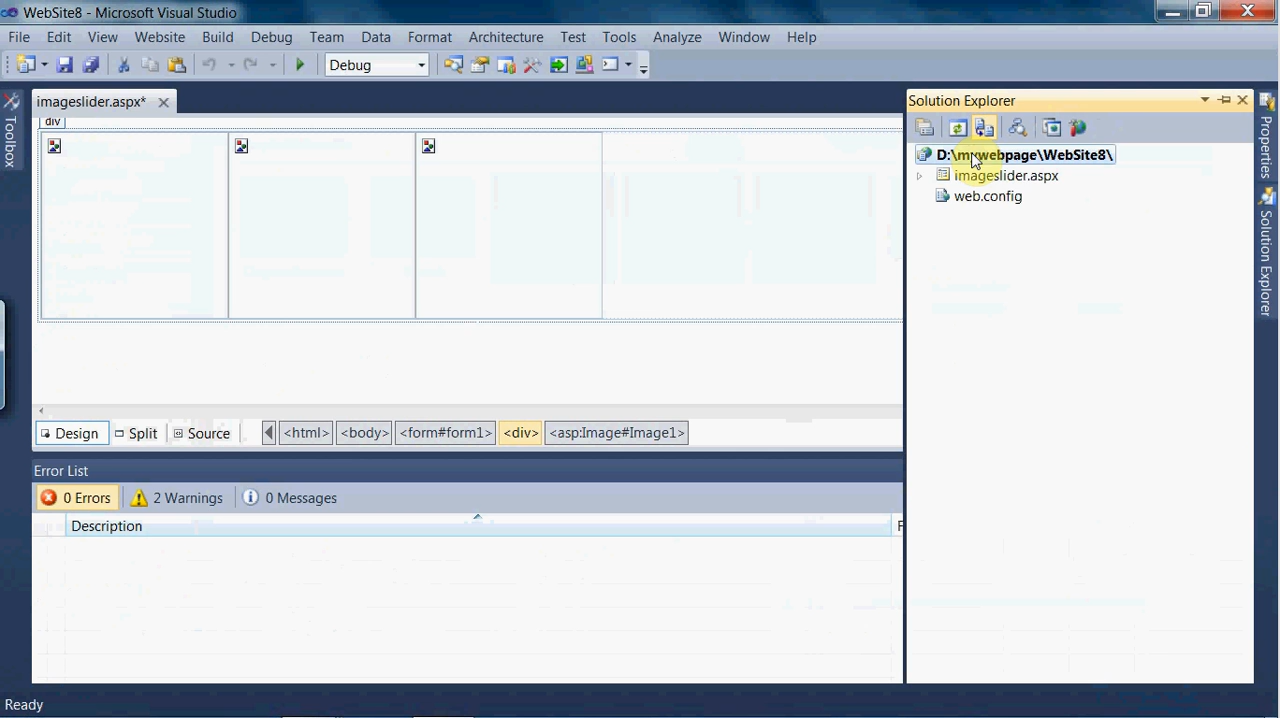 WebSite8 - Microsoft Visual Studio
File Edit View Website Build Debug Team Data Format Architecture Test Tools Analyze Window Help
Debug
Toolbox
imageslider.aspx*
div
Design Split Source <html> <body> <form#form1> <div> <asp:Image#Image1>
Error List
0 Errors 2 Warnings 0 Messages
Description F
Solution Explorer
D:\mywebpage\WebSite8\
imageslider.aspx
web.config
Properties
Solution Explorer
Ready